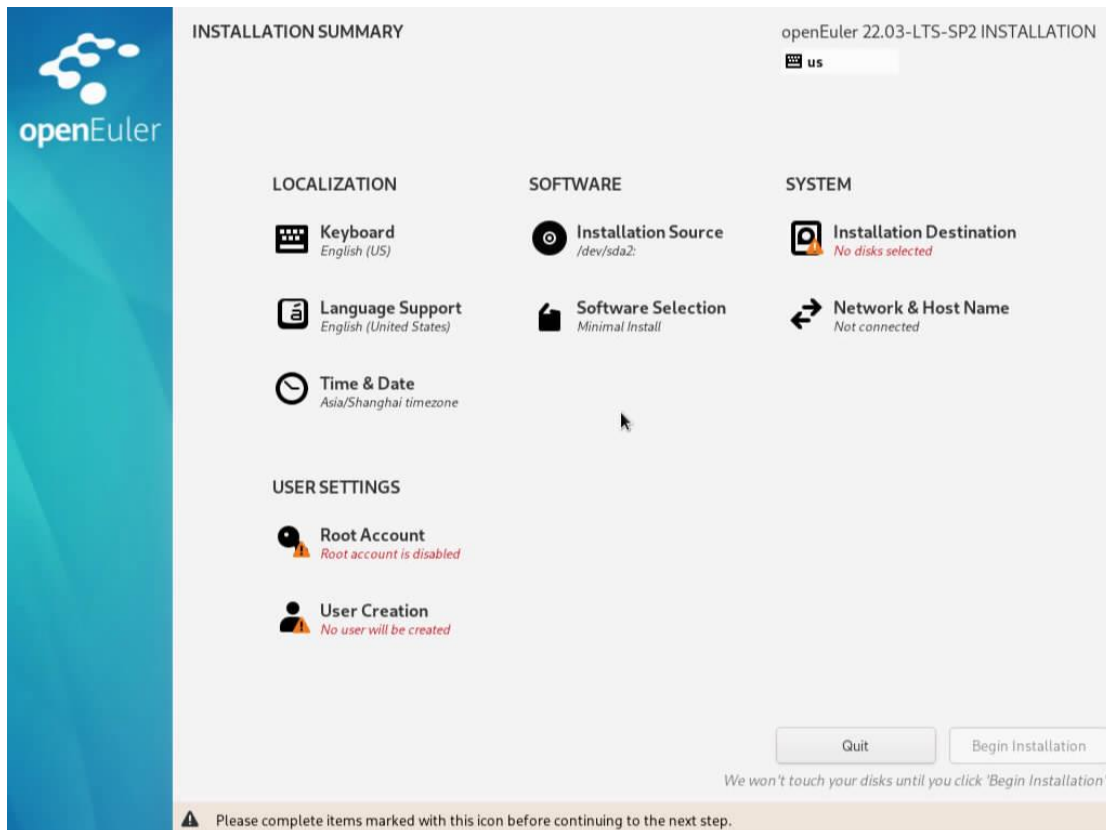 openEuler
INSTALLATION SUMMARY
openEuler 22.03-LTS-SP2 INSTALLATION
us
LOCALIZATION
Keyboard
English (US)
Language Support
English (United States)
Time & Date
Asia/Shanghai timezone
SOFTWARE
Installation Source
/dev/sda2:
Software Selection
Minimal Install
SYSTEM
Installation Destination
No disks selected
Network & Host Name
Not connected
USER SETTINGS
Root Account
Root account is disabled
User Creation
No user will be created
Quit
Begin Installation
We won't touch your disks until you click 'Begin Installation'
Please complete items marked with this icon before continuing to the next step.